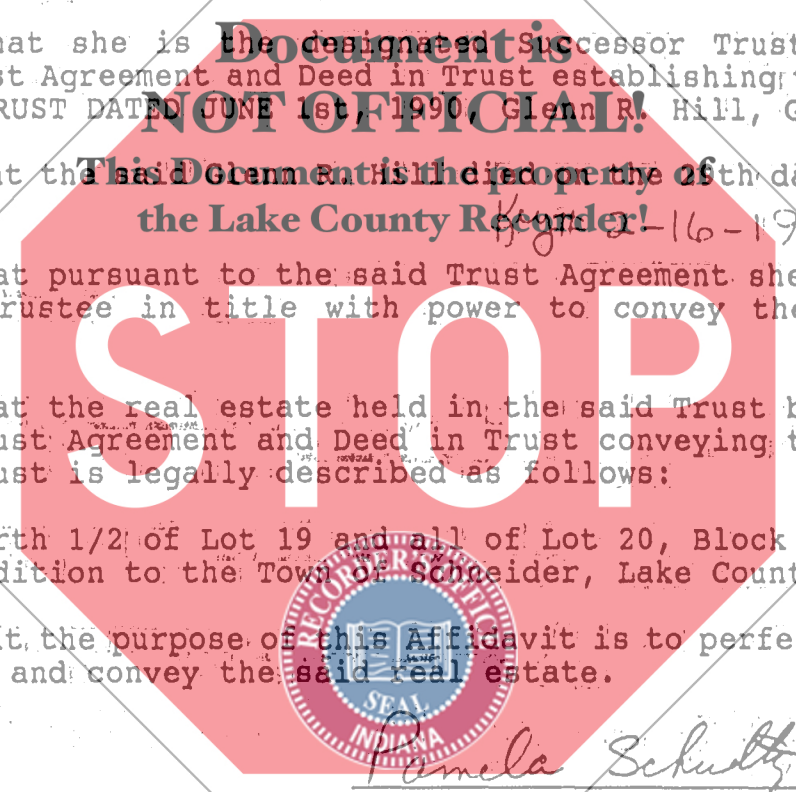 hat she is the designated Successor Trust
Document is
st Agreement and Deed in Trust establishing
RUST DATED JUNE 1st, 1990, Glenn R. Hill, G
NOT OFFICIAL!
at the said Glenn R. Hill died on the th da
This Document is the property of
the Lake County Recorder!
2-16-19
at pursuant to the said Trust Agreement she
rustee in title with power to convey the
STOP
at the real estate held in the said Trust b
ust Agreement and Deed in Trust conveying t
ust is legally described as follows:
rth 1/2 of Lot 19 and all of Lot 20, Block
dition to the Town of Schneider, Lake Count
t the purpose of this Affidavit is to perfe
and convey the said real estate.
RECORDER'S OFFICE
SEAL
INDIANA
Pamela Schultz